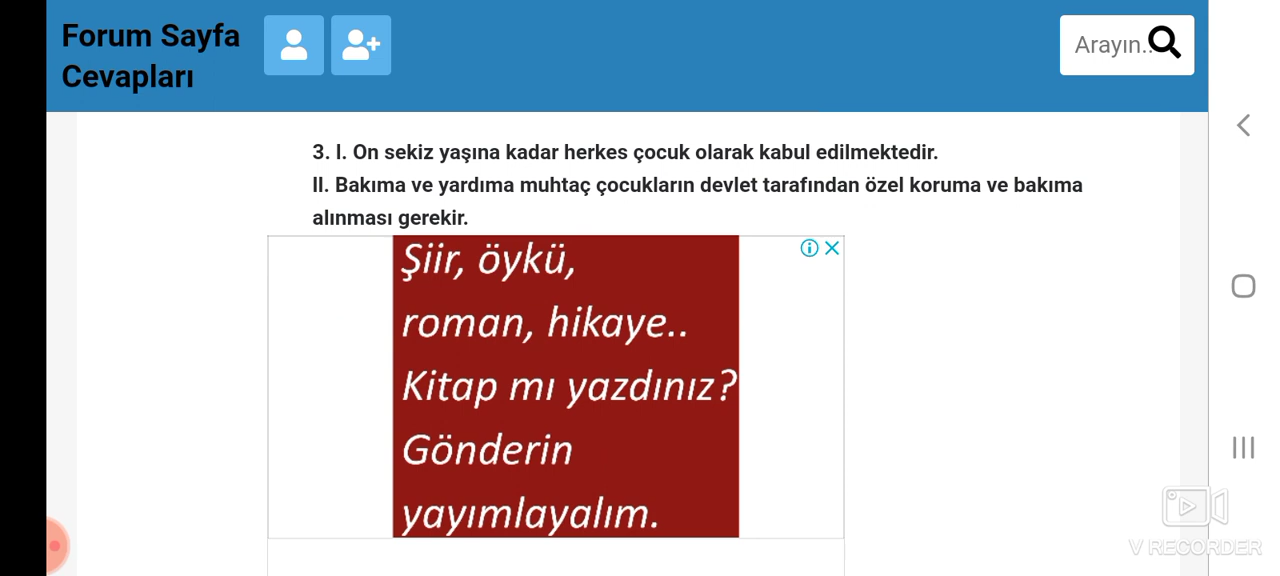 Forum Sayfa
Cevapları
Arayın..
3. I. On sekiz yaşına kadar herkes çocuk olarak kabul edilmektedir.
II. Bakıma ve yardıma muhtaç çocukların devlet tarafından özel koruma ve bakıma
alınması gerekir.
Şiir, öykü,
roman, hikaye..
Kitap mı yazdınız?
Gönderin
yayımlayalım.
V RECORDER